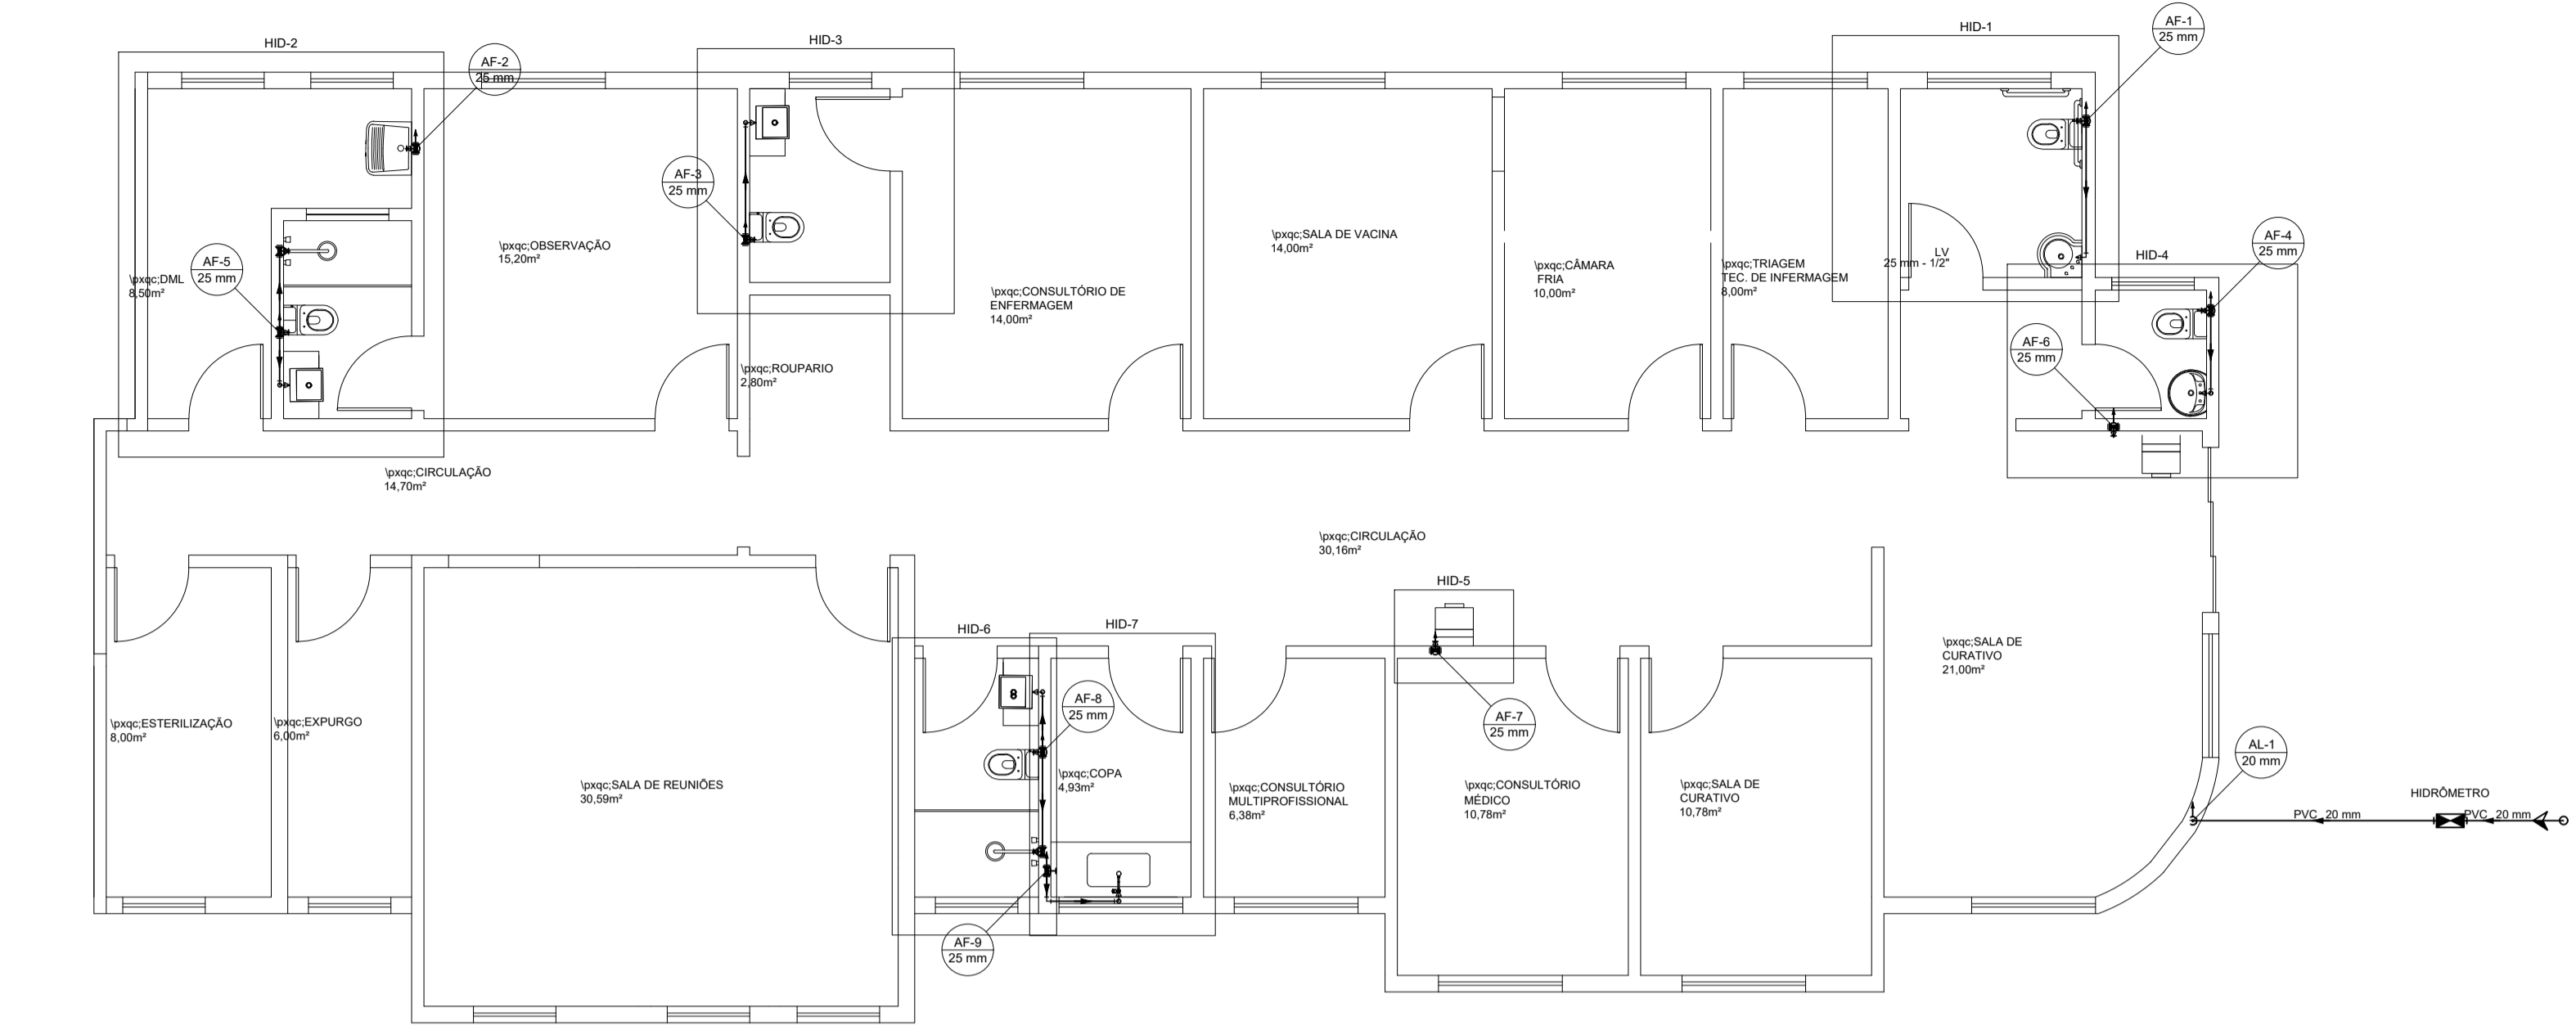 HID-2
AF-2
25 mm
HID-3
HID-1
AF-1
25 mm
AF-3
25 mm
\pxqc;OBSERVAÇÃO
15,20m²
\pxqc;SALA DE VACINA
14,00m²
AF-4
25 mm
HID-4
LV
25 mm - 1/2"
AF-5
25 mm
\pxqc;DML
8,50m²
\pxqc;CONSULTÓRIO DE
ENFERMAGEM
14,00m²
\pxqc;CÂMARA
FRIA
10,00m²
\pxqc;TRIAGEM
TEC. DE INFERMAGEM
8,00m²
AF-6
25 mm
\pxqc;ROUPARIO
2,80m²
\pxqc;CIRCULAÇÃO
14,70m²
\pxqc;CIRCULAÇÃO
30,16m²
HID-5
HID-6
HID-7
\pxqc;SALA DE
CURATIVO
21,00m²
AF-8
25 mm
AF-7
25 mm
\pxqc;ESTERILIZAÇÃO
8,00m²
\pxqc;EXPURGO
6,00m²
AL-1
20 mm
\pxqc;SALA DE REUNIÕES
30,59m²
\pxqc;COPA
4,93m²
\pxqc;CONSULTÓRIO
MULTIPROFISSIONAL
6,38m²
\pxqc;CONSULTÓRIO
MÉDICO
10,78m²
\pxqc;SALA DE
CURATIVO
10,78m²
HIDRÔMETRO
PVC 20 mm
PVC 20 mm
AF-9
25 mm